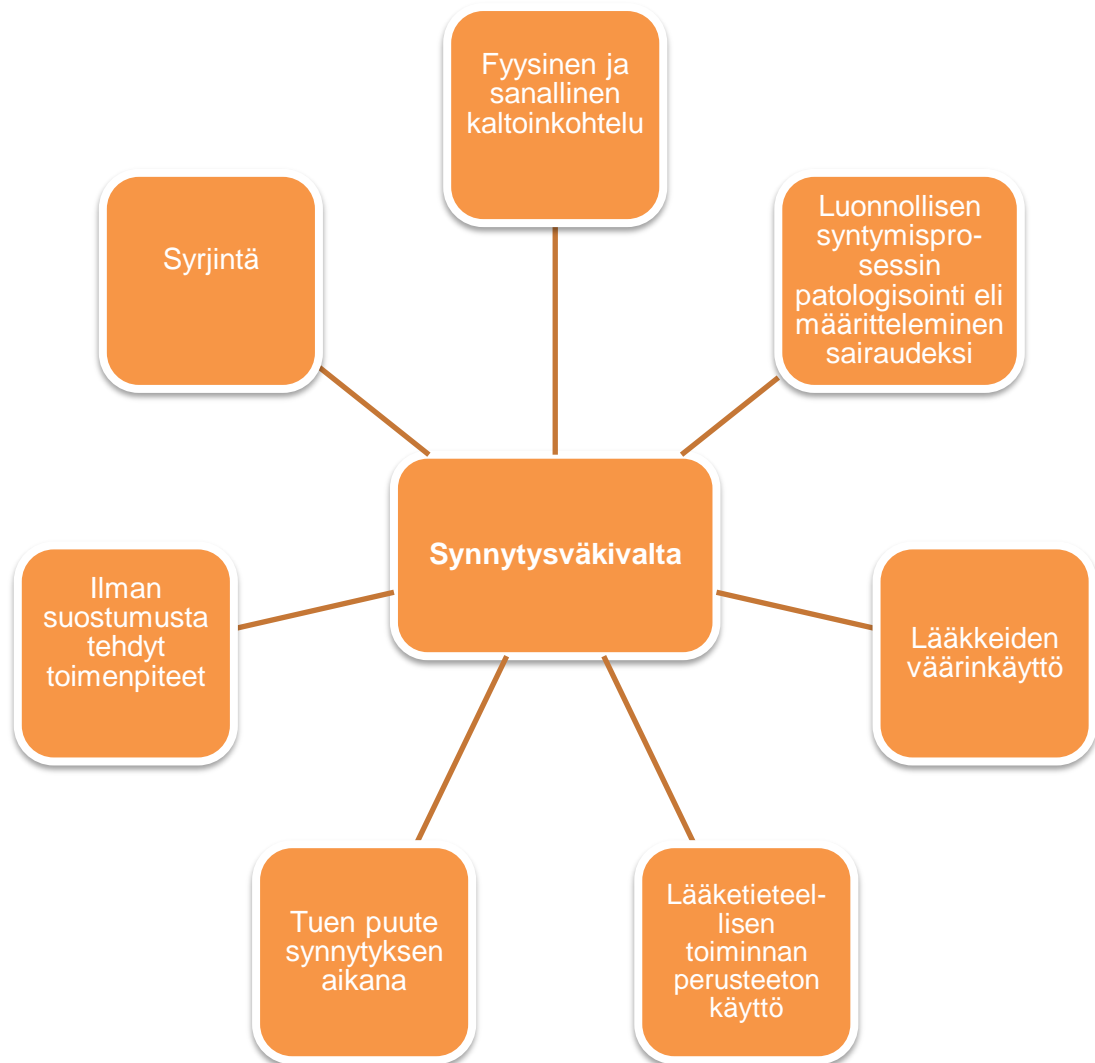 Fyysinen ja
sanallinen
kaltoinkohtelu
Luonnollisen
syntymispro-
sessin
patologisointi eli
määritteleminen
sairaudeksi
Syrjintä
Synnytysväkivalta
Ilman
suostumusta
tehdyt
toimenpiteet
Lääkkeiden
väärinkäyttö
Tuen puute
synnytyksen
aikana
Lääketieteel-
lisen
toiminnan
perusteeton
käyttö